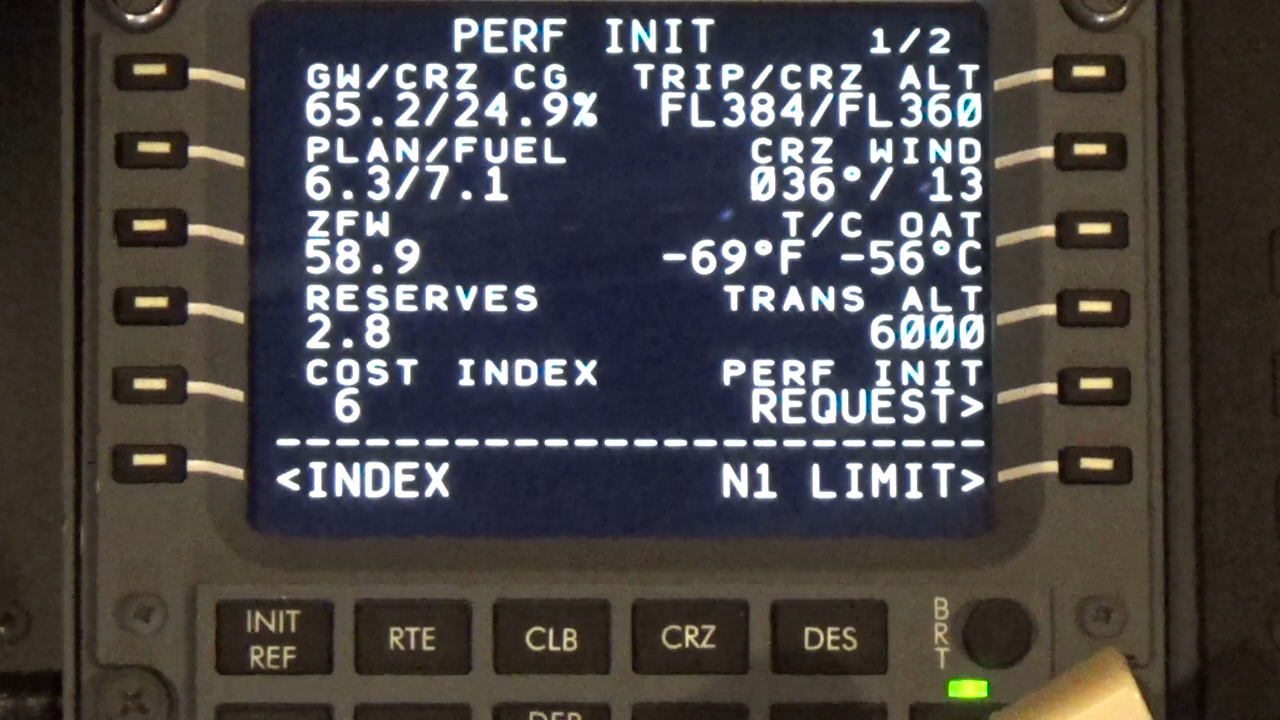 PERF INIT 1/2
GW/CRZ CG TRIP/CRZ ALT
65.2/24.9% FL384/FL360
PLAN/FUEL CRZ WIND
6.3/7.1 036°/ 13
ZFW T/C OAT
58.9 -69°F -56°C
RESERVES TRANS ALT
2.8 6000
COST INDEX PERF INIT
6 REQUEST>
------------------------
<INDEX N1 LIMIT>
INIT REF RTE CLB CRZ DES BRT